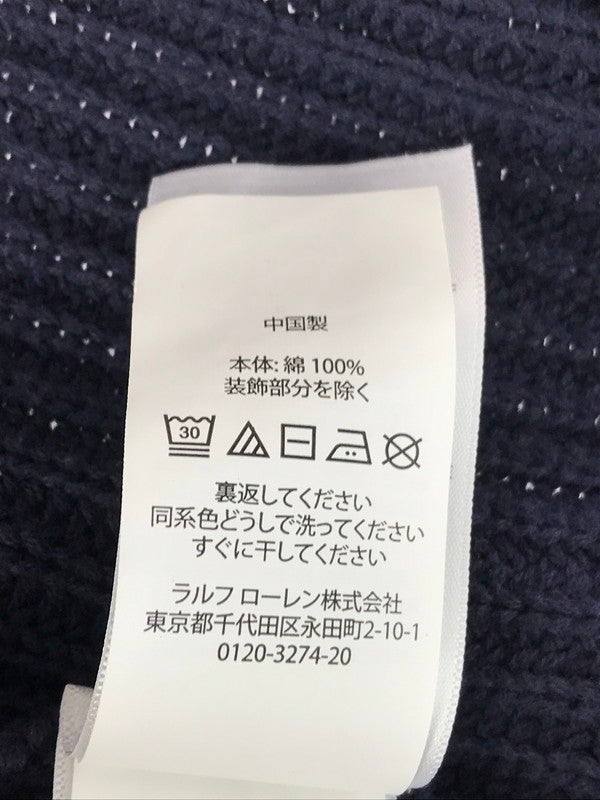 中国製
本体: 綿 100%
装飾部分を除く
30
裏返してください
同系色どうしで洗ってください
すぐに干してください
ラルフ ローレン株式会社
東京都千代田区永田町2-10-1
0120-3274-20